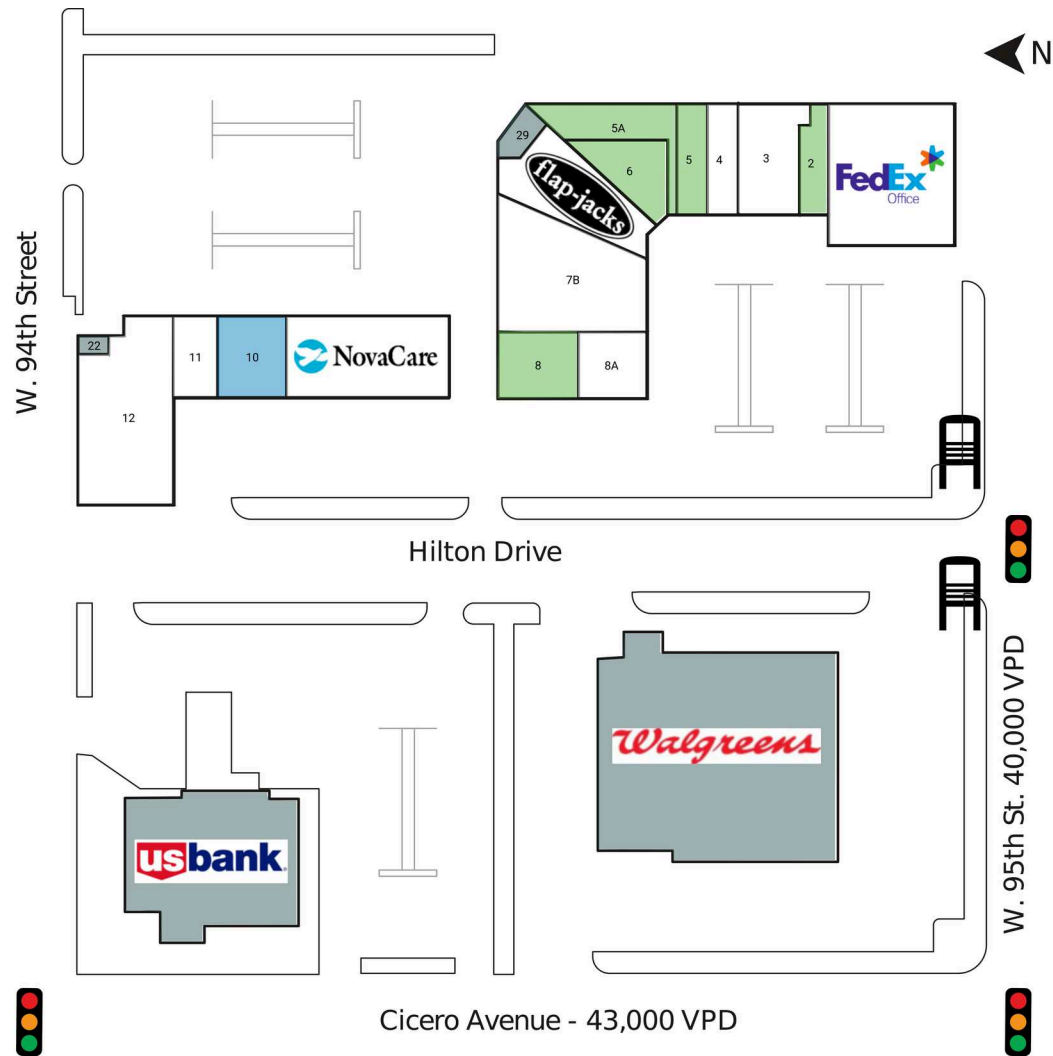 N
29
5A
6
5
4
3
2
FedEx
Office
flap-jacks
7B
8
8A
W. 94th Street
22
11
10
NovaCare
12
Hilton Drive
Walgreens
usbank
W. 95th St. 40,000 VPD
Cicero Avenue - 43,000 VPD